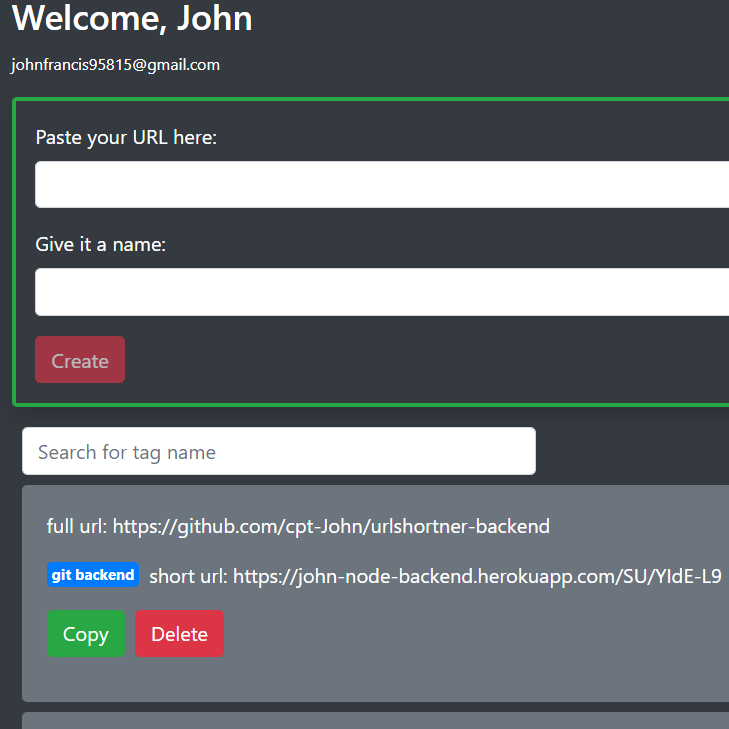 Welcome, John
johnfrancis95815@gmail.com
Paste your URL here:
Give it a name:
Create
Search for tag name
full url: https://github.com/cpt-John/urlshortner-backend
git backend short url: https://john-node-backend.herokuapp.com/SU/YIdE-L9
Copy Delete